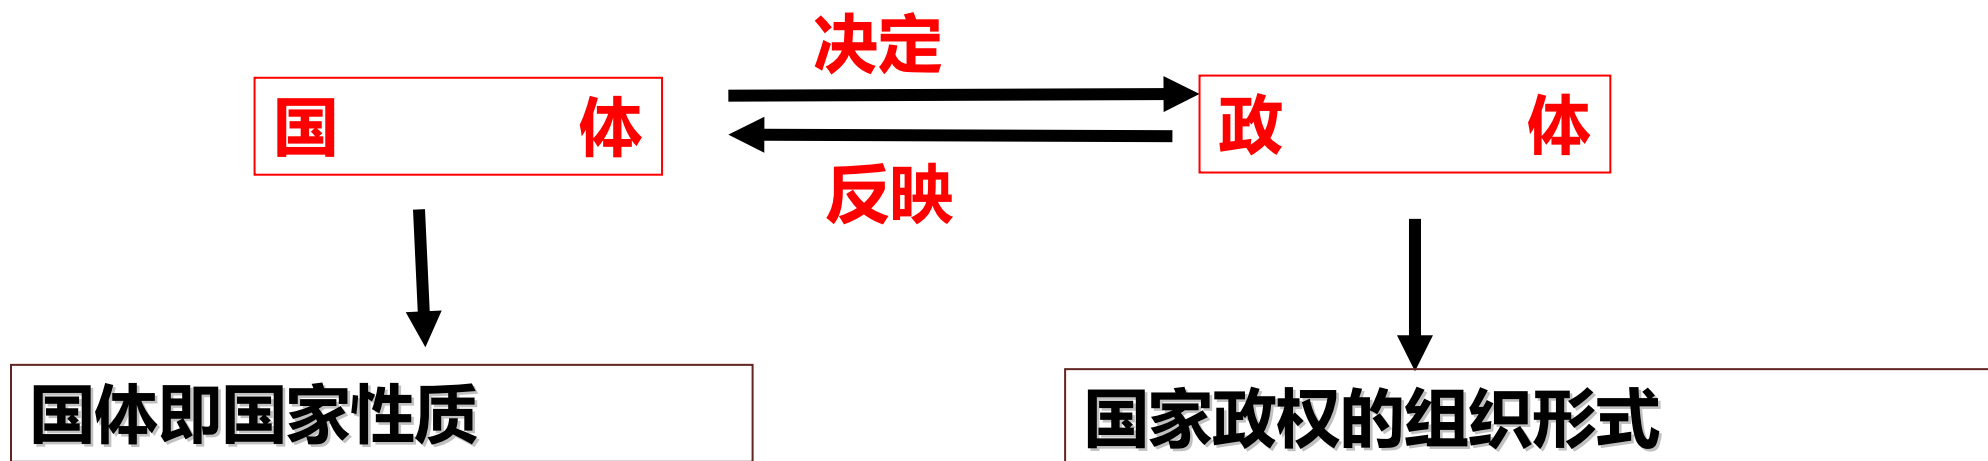 决定
国 体
政 体
反映
国体即国家性质
国家政权的组织形式